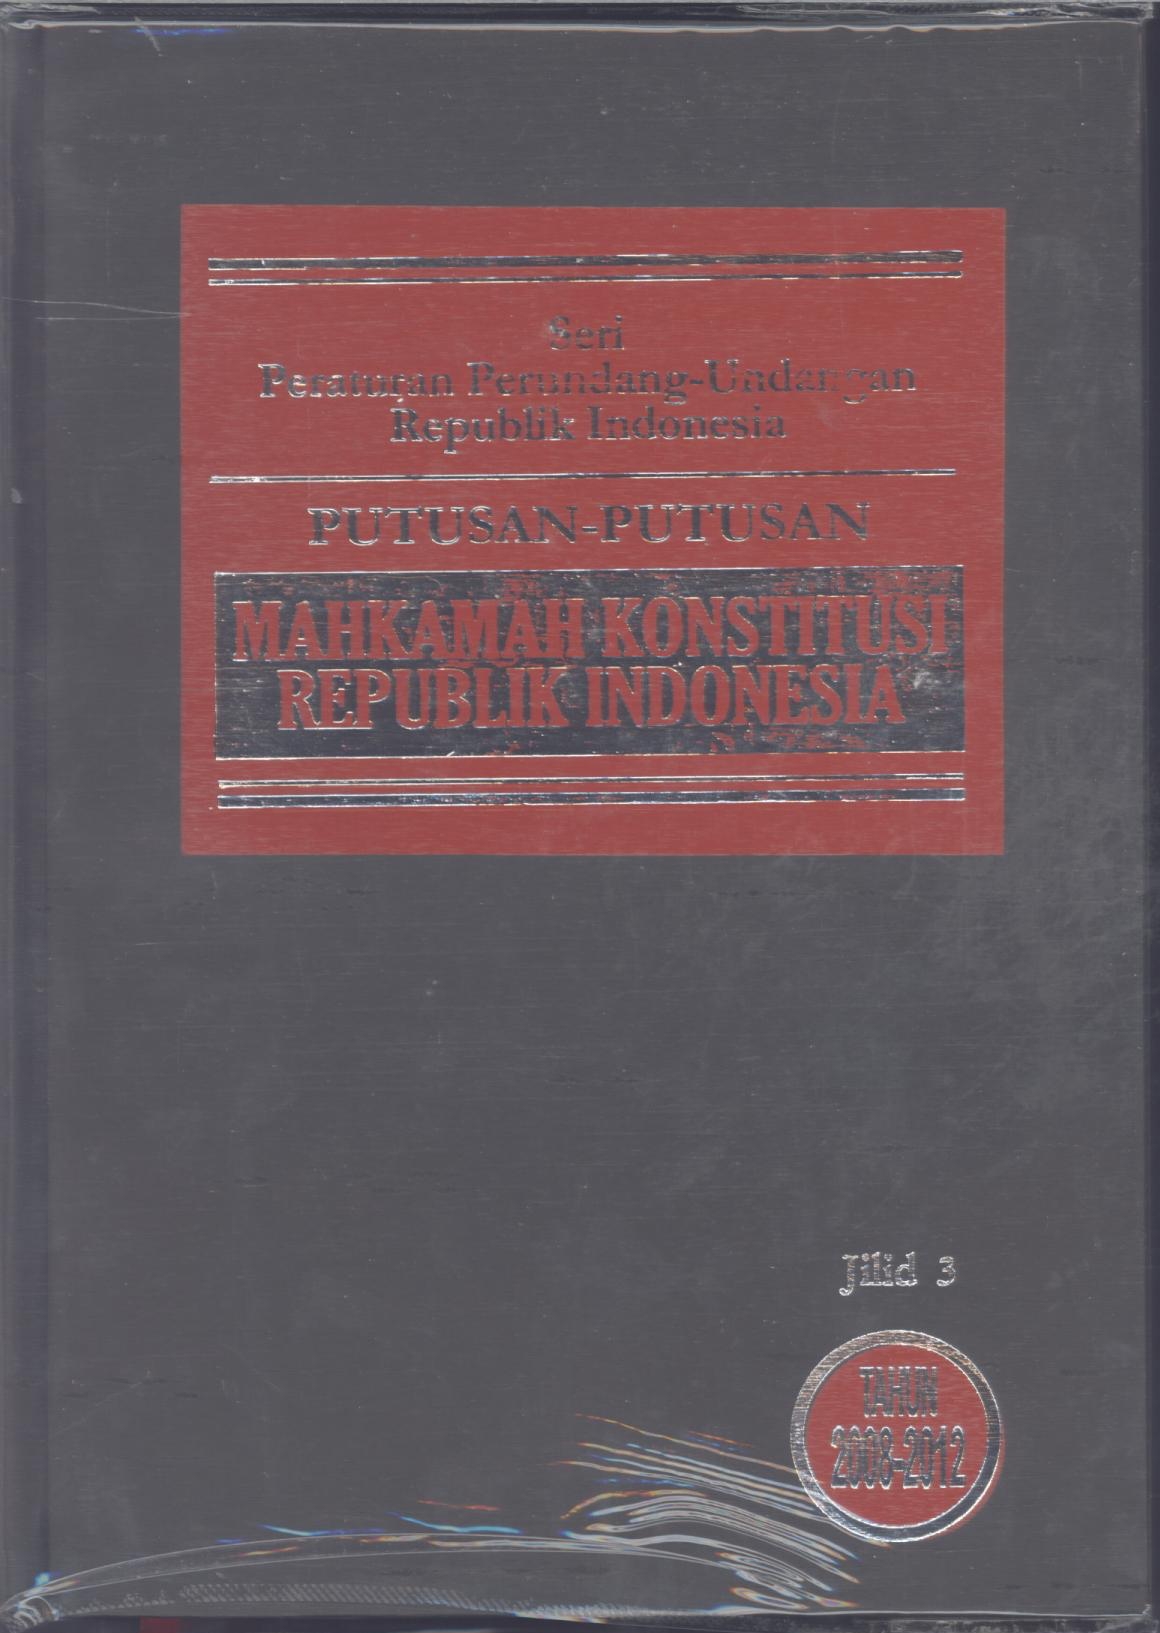 Seri
Peraturan Perundang-Undangan
Republik Indonesia
PUTUSAN-PUTUSAN
MAHKAMAH KONSTITUSI
REPUBLIK INDONESIA
Jilid 3
TAHUN
2008-2012